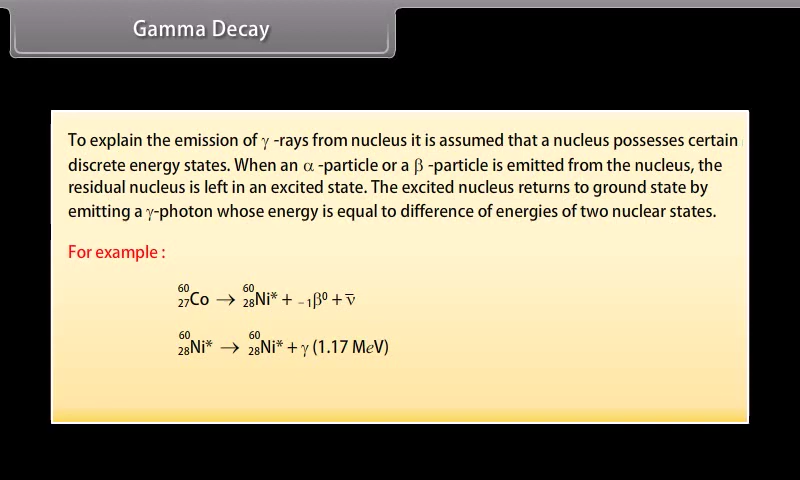 Gamma Decay
To explain the emission of γ -rays from nucleus it is assumed that a nucleus possesses certain
discrete energy states. When an α -particle or a β -particle is emitted from the nucleus, the
residual nucleus is left in an excited state. The excited nucleus returns to ground state by
emitting a γ-photon whose energy is equal to difference of energies of two nuclear states.
For example :
⁶⁰₂₇Co → ⁶⁰₂₈Ni* + ₋₁β⁰ + ν̅
⁶⁰₂₈Ni* → ⁶⁰₂₈Ni* + γ (1.17 MeV)